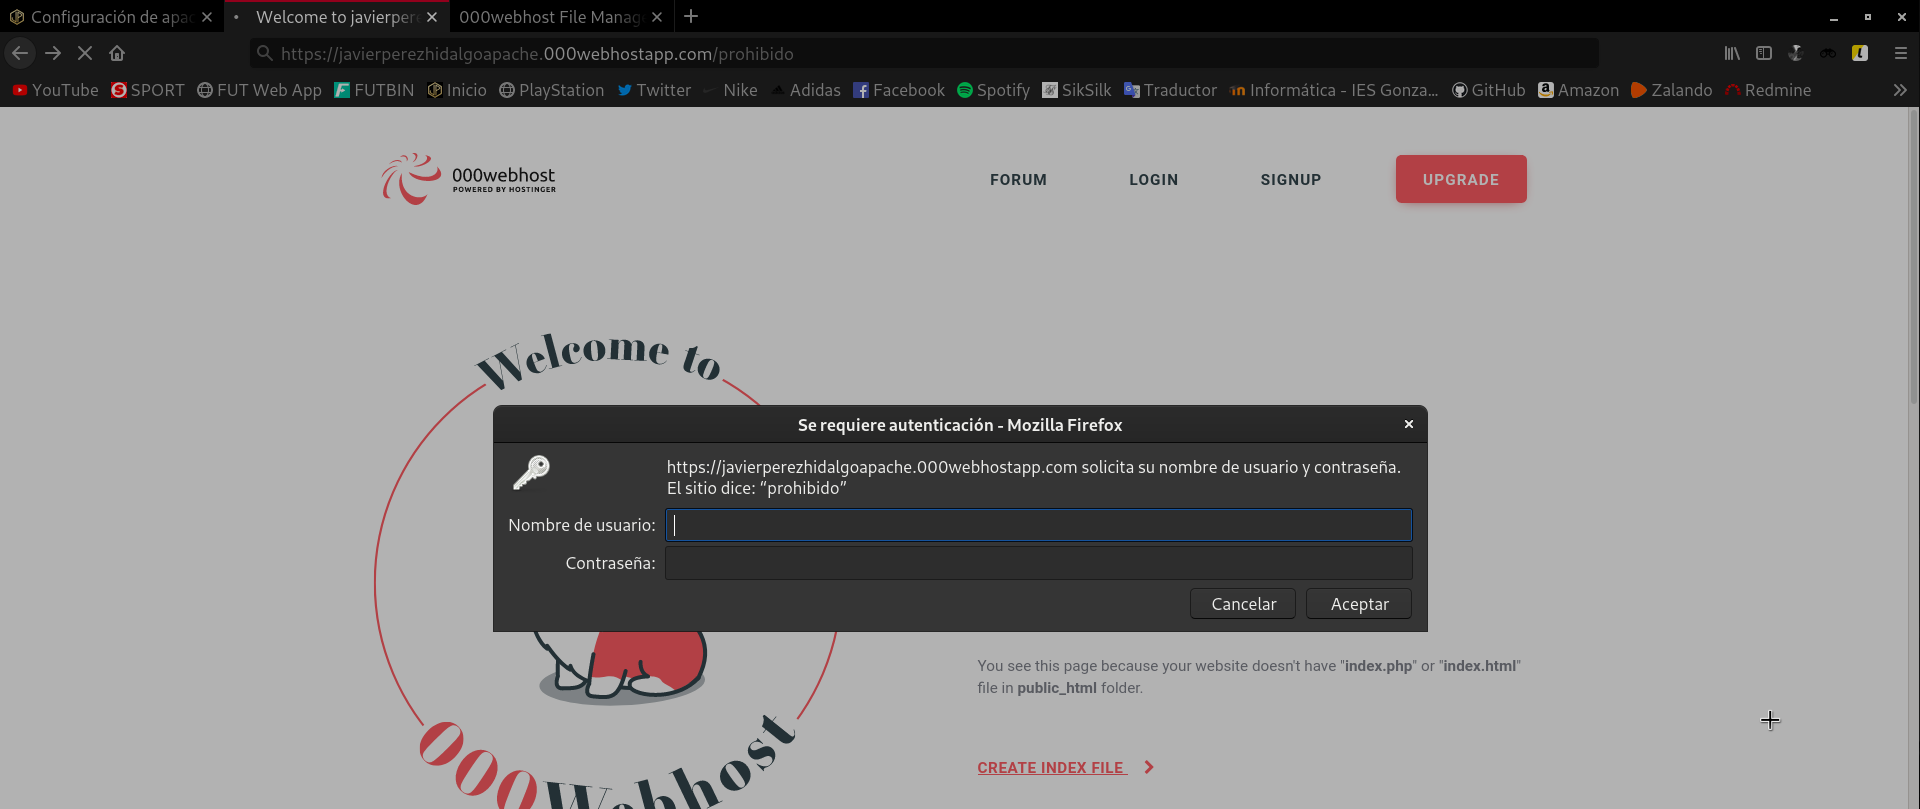 Configuración de apac
Welcome to javierper
000webhost File Manag
https://javierperezhidalgoapache.000webhostapp.com/prohibido
YouTube SPORT FUT Web App FUTBIN Inicio PlayStation Twitter Nike Adidas Facebook Spotify SikSilk Traductor Informática - IES Gonza... GitHub Amazon Zalando Redmine
000webhost
POWERED BY HOSTINGER
FORUM LOGIN SIGNUP UPGRADE
Welcome to
Se requiere autenticación - Mozilla Firefox
https://javierperezhidalgoapache.000webhostapp.com solicita su nombre de usuario y contraseña.
El sitio dice: “prohibido”
Nombre de usuario:
Contraseña:
Cancelar Aceptar
You see this page because your website doesn't have "index.php" or "index.html"
file in public_html folder.
CREATE INDEX FILE
000Webhost